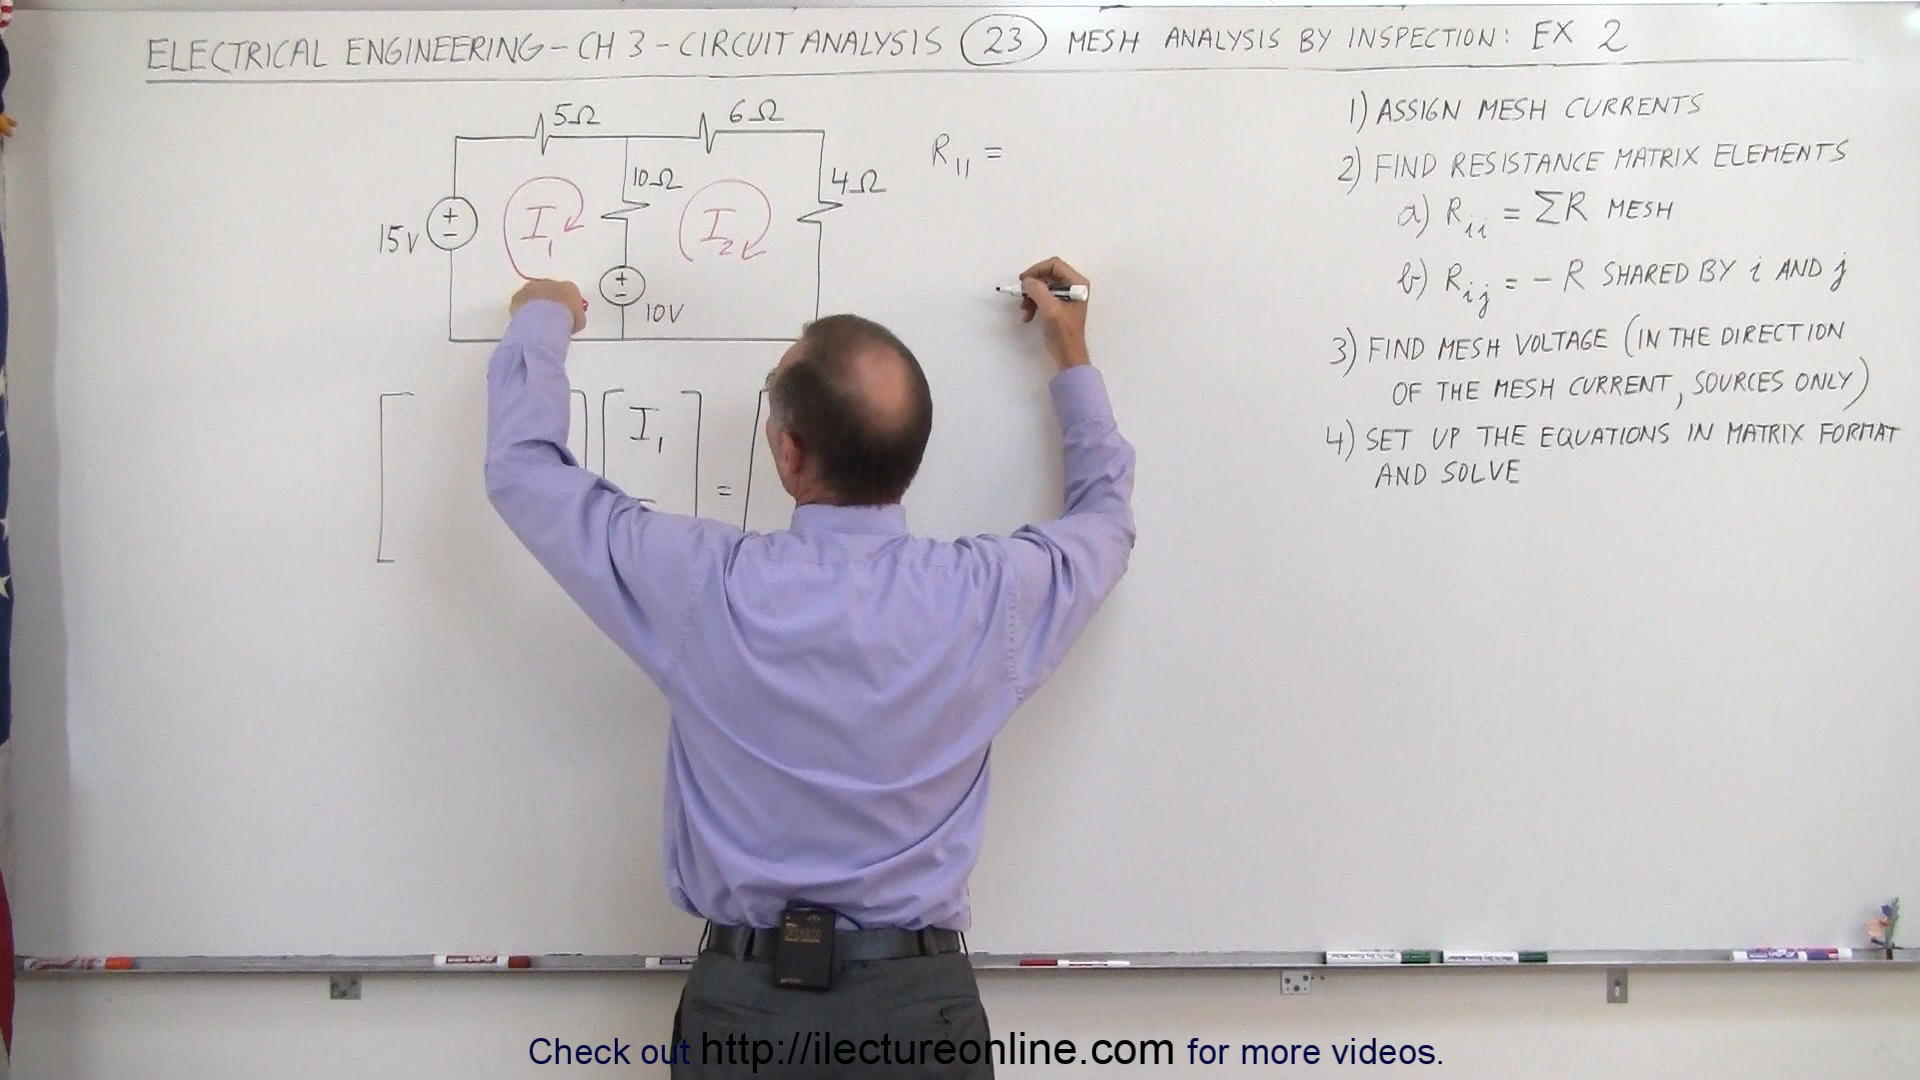 ELECTRICAL ENGINEERING - CH 3 - CIRCUIT ANALYSIS 23 MESH ANALYSIS BY INSPECTION: EX 2
5Ω
6Ω
10Ω
4Ω
15V
+
-
I₁
I₂
+
-
10V
R₁₁ =
I₁
=
1) ASSIGN MESH CURRENTS
2) FIND RESISTANCE MATRIX ELEMENTS
a) Rᵢᵢ = ΣR MESH
b) Rᵢⱼ = - R SHARED BY i AND j
3) FIND MESH VOLTAGE (IN THE DIRECTION
OF THE MESH CURRENT, SOURCES ONLY)
4) SET UP THE EQUATIONS IN MATRIX FORMAT
AND SOLVE
Check out http://ilectureonline.com for more videos.